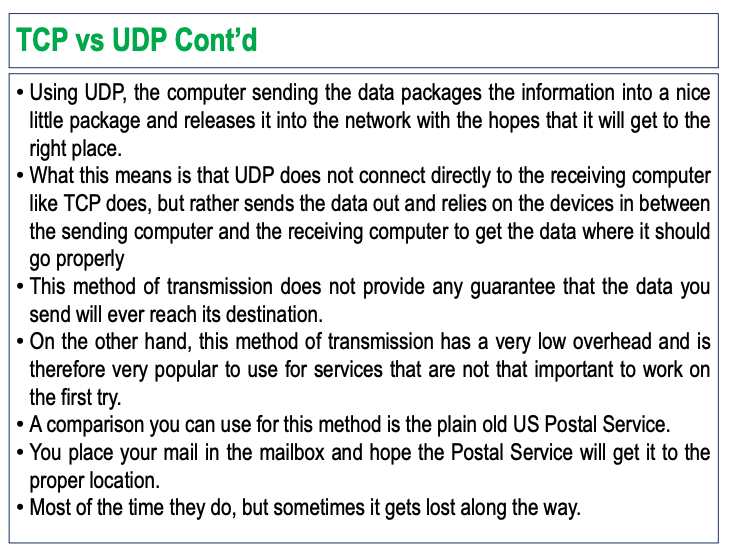 TCP vs UDP Cont’d
• Using UDP, the computer sending the data packages the information into a nice
little package and releases it into the network with the hopes that it will get to the
right place.
• What this means is that UDP does not connect directly to the receiving computer
like TCP does, but rather sends the data out and relies on the devices in between
the sending computer and the receiving computer to get the data where it should
go properly
• This method of transmission does not provide any guarantee that the data you
send will ever reach its destination.
• On the other hand, this method of transmission has a very low overhead and is
therefore very popular to use for services that are not that important to work on
the first try.
• A comparison you can use for this method is the plain old US Postal Service.
• You place your mail in the mailbox and hope the Postal Service will get it to the
proper location.
• Most of the time they do, but sometimes it gets lost along the way.